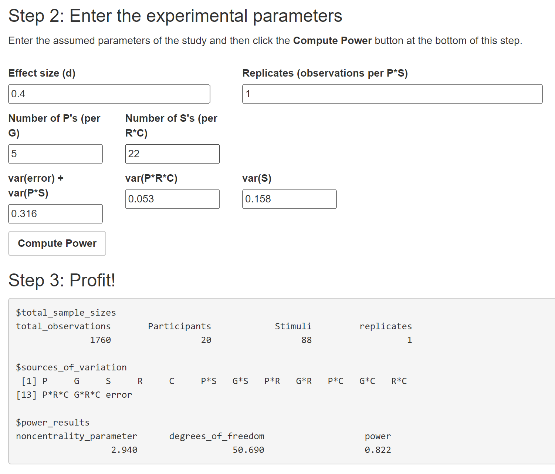 Step 2: Enter the experimental parameters
Enter the assumed parameters of the study and then click the Compute Power button at the bottom of this step.
Effect size (d)
Replicates (observations per P*S)
0.4
1
Number of P's (per G)
Number of S's (per R*C)
5
22
var(error) + var(P*S)
var(P*R*C)
var(S)
0.316
0.053
0.158
Compute Power
Step 3: Profit!
$total_sample_sizes
total_observations Participants Stimuli replicates
1760 20 88 1
$sources_of_variation
[1] P G S R C P*S G*S P*R G*R P*C G*C R*C
[13] P*R*C G*R*C error
$power_results
noncentrality_parameter degrees_of_freedom power
2.940 50.690 0.822